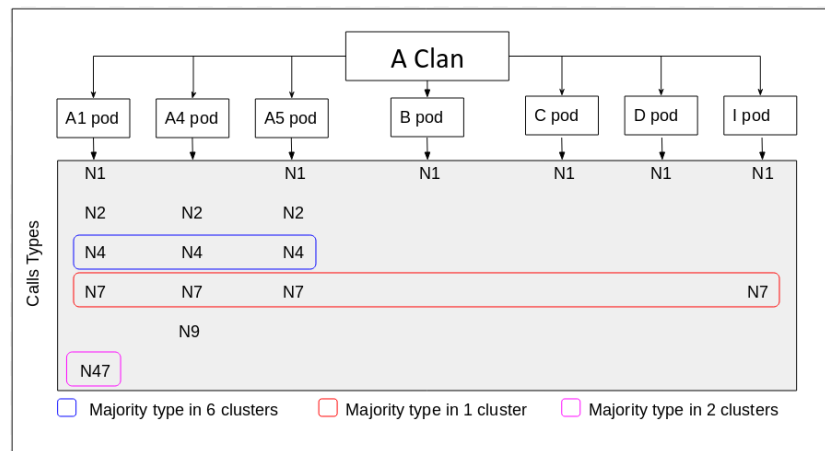 A Clan
A1 pod A4 pod A5 pod B pod C pod D pod I pod
Calls Types
N1 N1 N1 N1 N1 N1
N2 N2 N2
N4 N4 N4
N7 N7 N7 N7
N9
N47
Majority type in 6 clusters Majority type in 1 cluster Majority type in 2 clusters